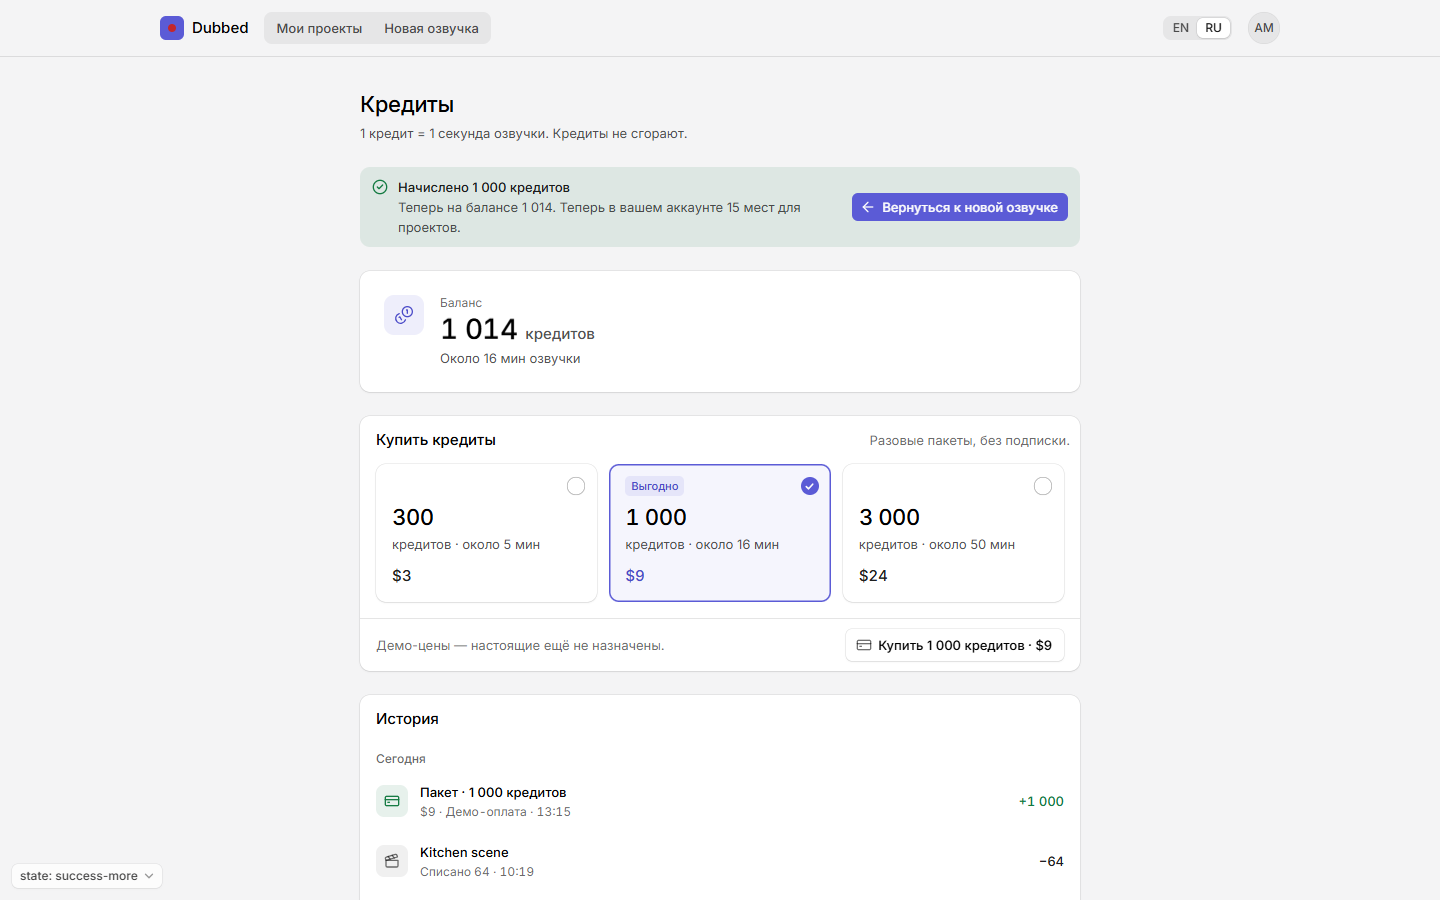 Dubbed
Мои проекты
Новая озвучка
EN
RU
AM
Кредиты
1 кредит = 1 секунда озвучки. Кредиты не сгорают.
Начислено 1 000 кредитов
Теперь на балансе 1 014. Теперь в вашем аккаунте 15 мест для
проектов.
Вернуться к новой озвучке
Баланс
1 014 кредитов
Около 16 мин озвучки
Купить кредиты
Разовые пакеты, без подписки.
300
кредитов · около 5 мин
$3
Выгодно
1 000
кредитов · около 16 мин
$9
3 000
кредитов · около 50 мин
$24
Демо-цены — настоящие ещё не назначены.
Купить 1 000 кредитов · $9
История
Сегодня
Пакет · 1 000 кредитов
$9 · Демо-оплата · 13:15
+1 000
Kitchen scene
Списано 64 · 10:19
−64
state: success-more